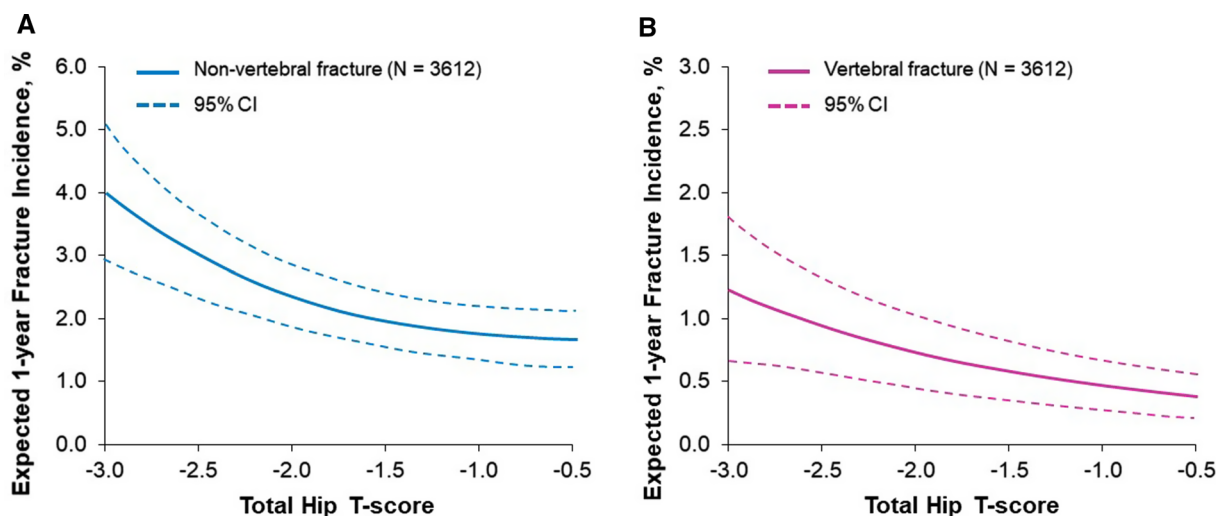 A
Expected 1-year Fracture Incidence, %
6.0
5.0
4.0
3.0
2.0
1.0
0.0
Non-vertebral fracture (N = 3612)
95% CI
-3.0 -2.5 -2.0 -1.5 -1.0 -0.5
Total Hip T-score
B
Expected 1-year Fracture Incidence, %
3.0
2.5
2.0
1.5
1.0
0.5
0.0
Vertebral fracture (N = 3612)
95% CI
-3.0 -2.5 -2.0 -1.5 -1.0 -0.5
Total Hip T-score